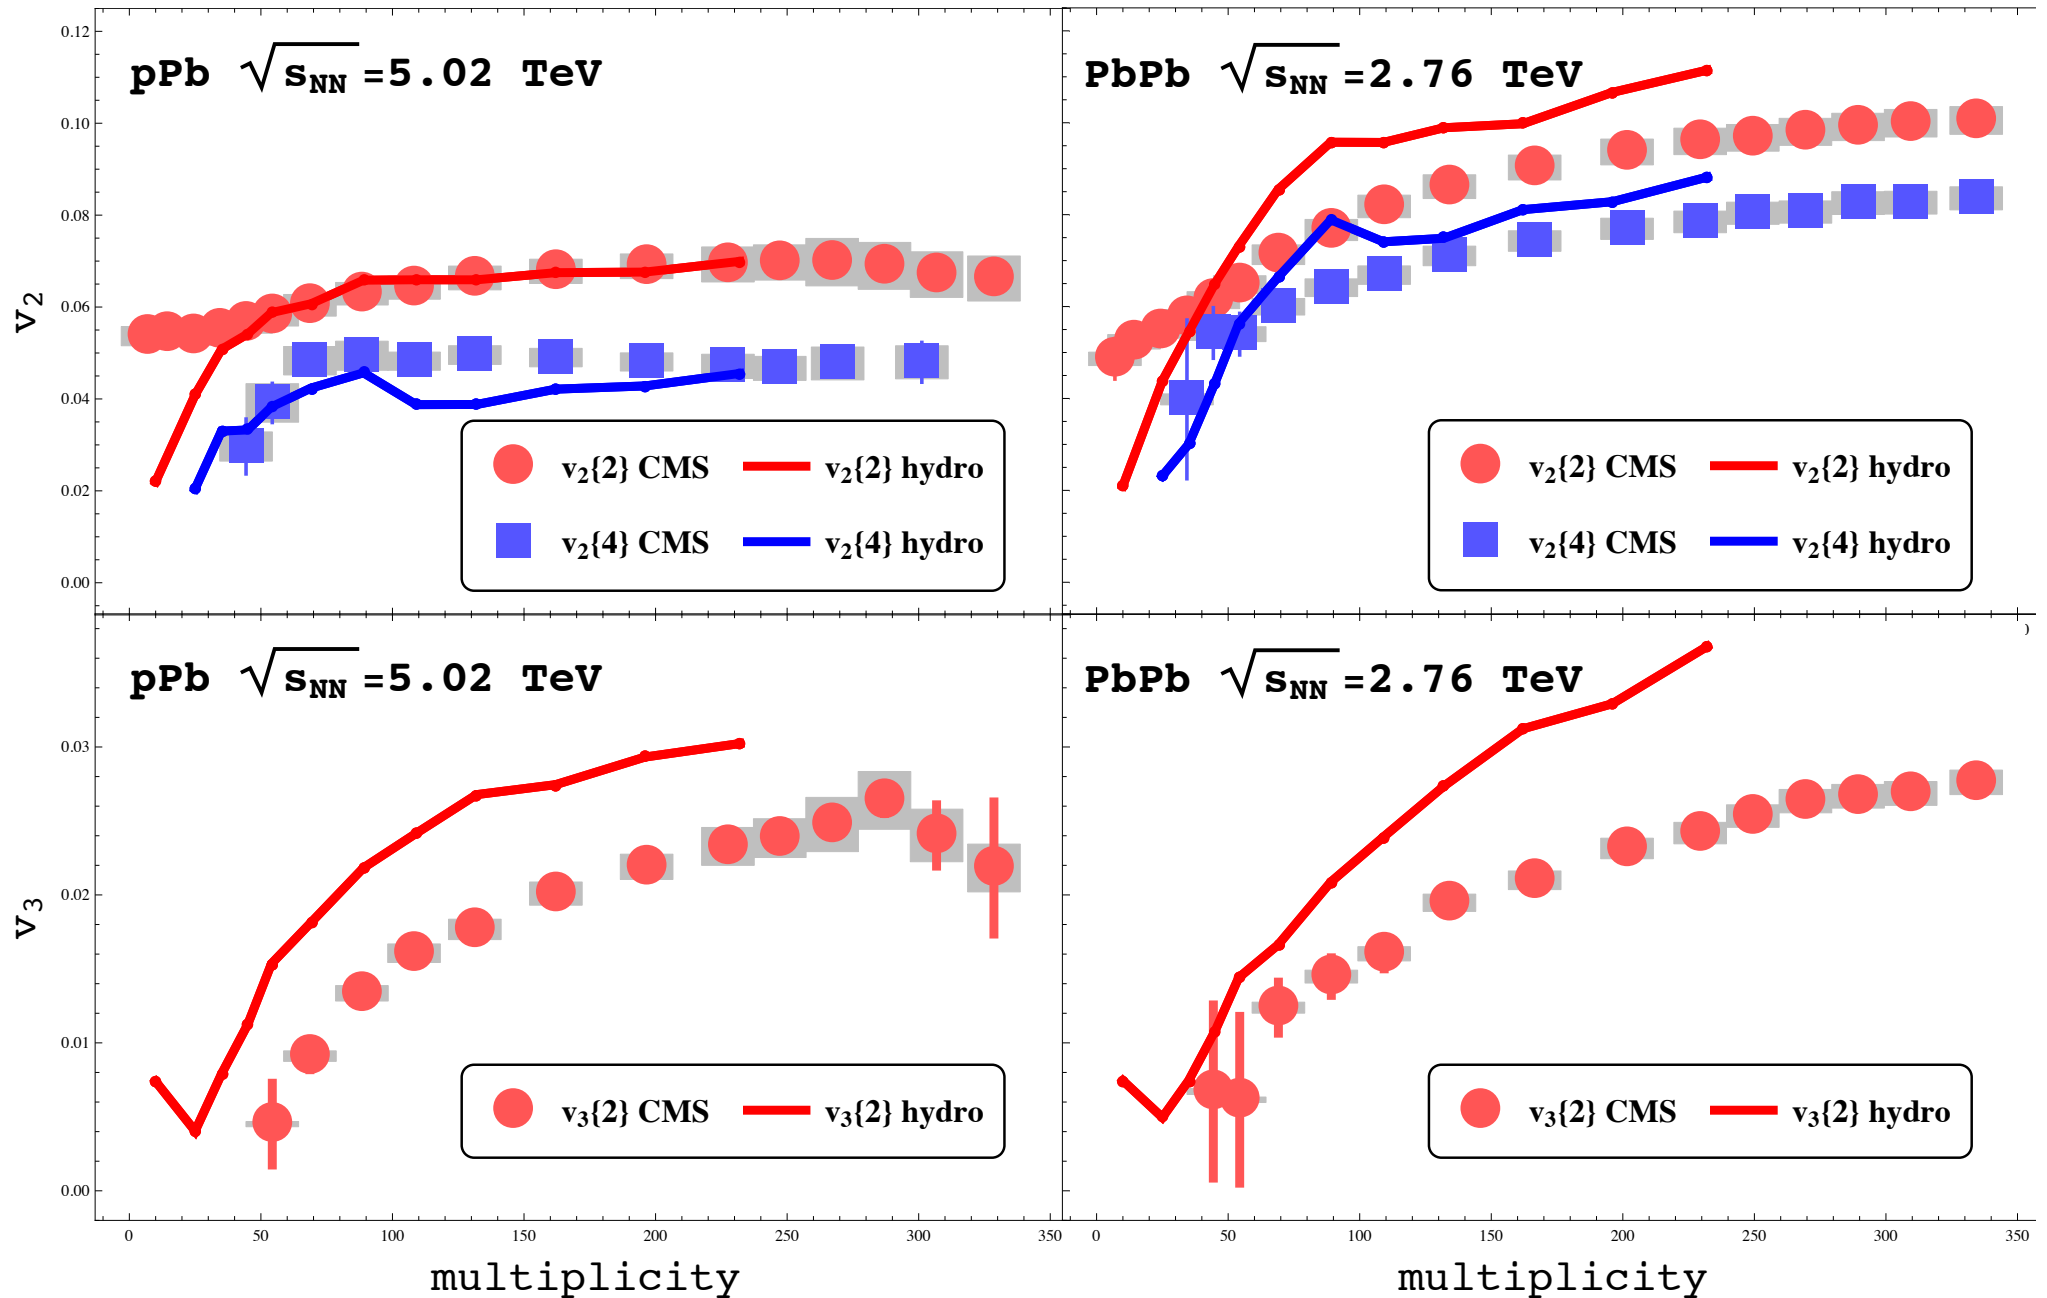 pPb √sNN =5.02 TeV
PbPb √sNN =2.76 TeV
0.12
0.10
0.08
0.06
0.04
0.02
0.00
v2
v2{2} CMS v2{2} hydro
v2{4} CMS v2{4} hydro
v2{2} CMS v2{2} hydro
v2{4} CMS v2{4} hydro
pPb √sNN =5.02 TeV
PbPb √sNN =2.76 TeV
0.03
0.02
0.01
0.00
v3
v3{2} CMS v3{2} hydro
v3{2} CMS v3{2} hydro
0 50 100 150 200 250 300 350
0 50 100 150 200 250 300 350
multiplicity
multiplicity